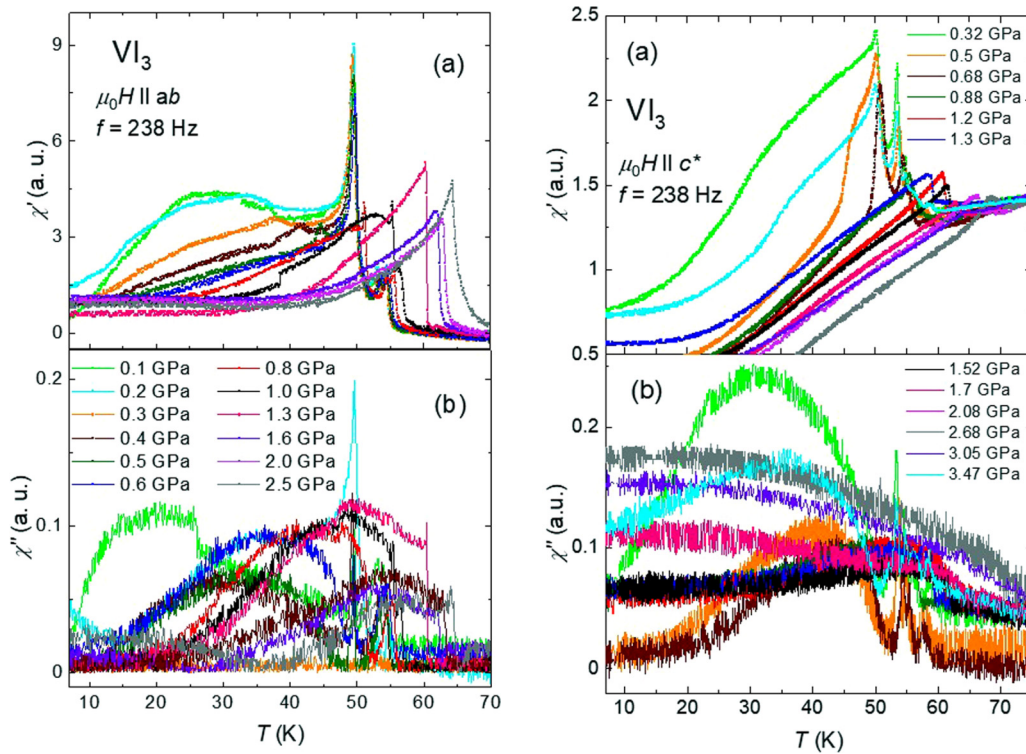 9
6
3
0
χ' (a. u.)
VI₃
μ₀H ll ab
f = 238 Hz
(a)
0.2
0.1
0
χ'' (a. u.)
(b)
0.1 GPa
0.2 GPa
0.3 GPa
0.4 GPa
0.5 GPa
0.6 GPa
0.8 GPa
1.0 GPa
1.3 GPa
1.6 GPa
2.0 GPa
2.5 GPa
10 20 30 40 50 60 70
T (K)
2.5
2.0
1.5
1.0
0.5
χ' (a. u.)
(a)
VI₃
μ₀H ll c*
f = 238 Hz
0.32 GPa
0.5 GPa
0.68 GPa
0.88 GPa
1.2 GPa
1.3 GPa
0.2
0.1
0
χ'' (a.u.)
(b)
1.52 GPa
1.7 GPa
2.08 GPa
2.68 GPa
3.05 GPa
3.47 GPa
10 20 30 40 50 60 70
T (K)